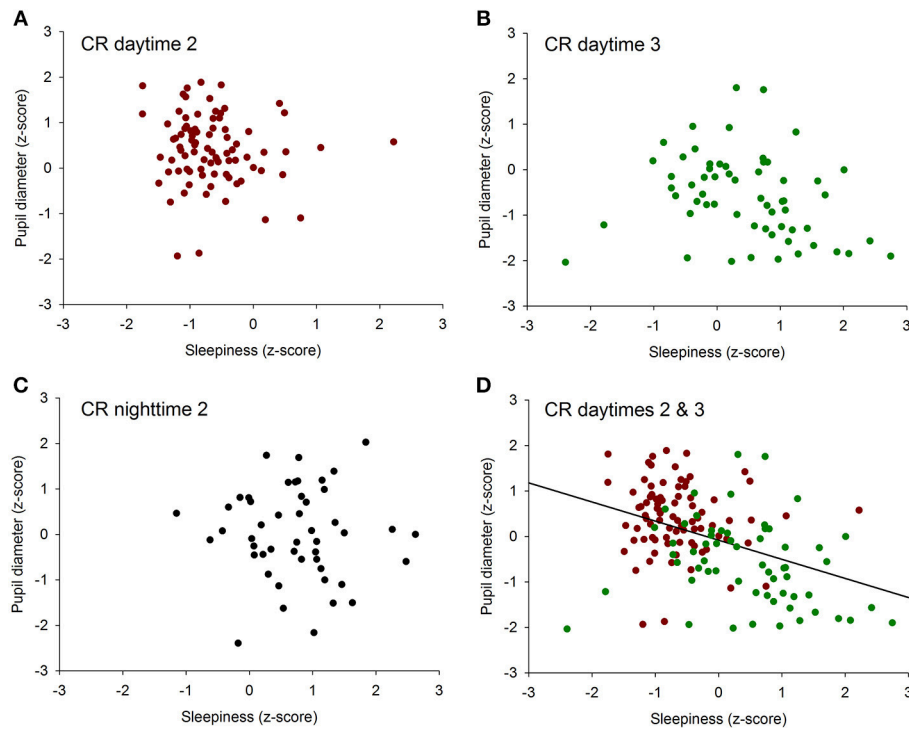 A
CR daytime 2
3
2
1
0
-1
-2
-3
Pupil diameter (z-score)
-3 -2 -1 0 1 2 3
Sleepiness (z-score)
B
CR daytime 3
3
2
1
0
-1
-2
-3
Pupil diameter (z-score)
-3 -2 -1 0 1 2 3
Sleepiness (z-score)
C
CR nighttime 2
3
2
1
0
-1
-2
-3
Pupil diameter (z-score)
-3 -2 -1 0 1 2 3
Sleepiness (z-score)
D
CR daytimes 2 & 3
3
2
1
0
-1
-2
-3
Pupil diameter (z-score)
-3 -2 -1 0 1 2 3
Sleepiness (z-score)